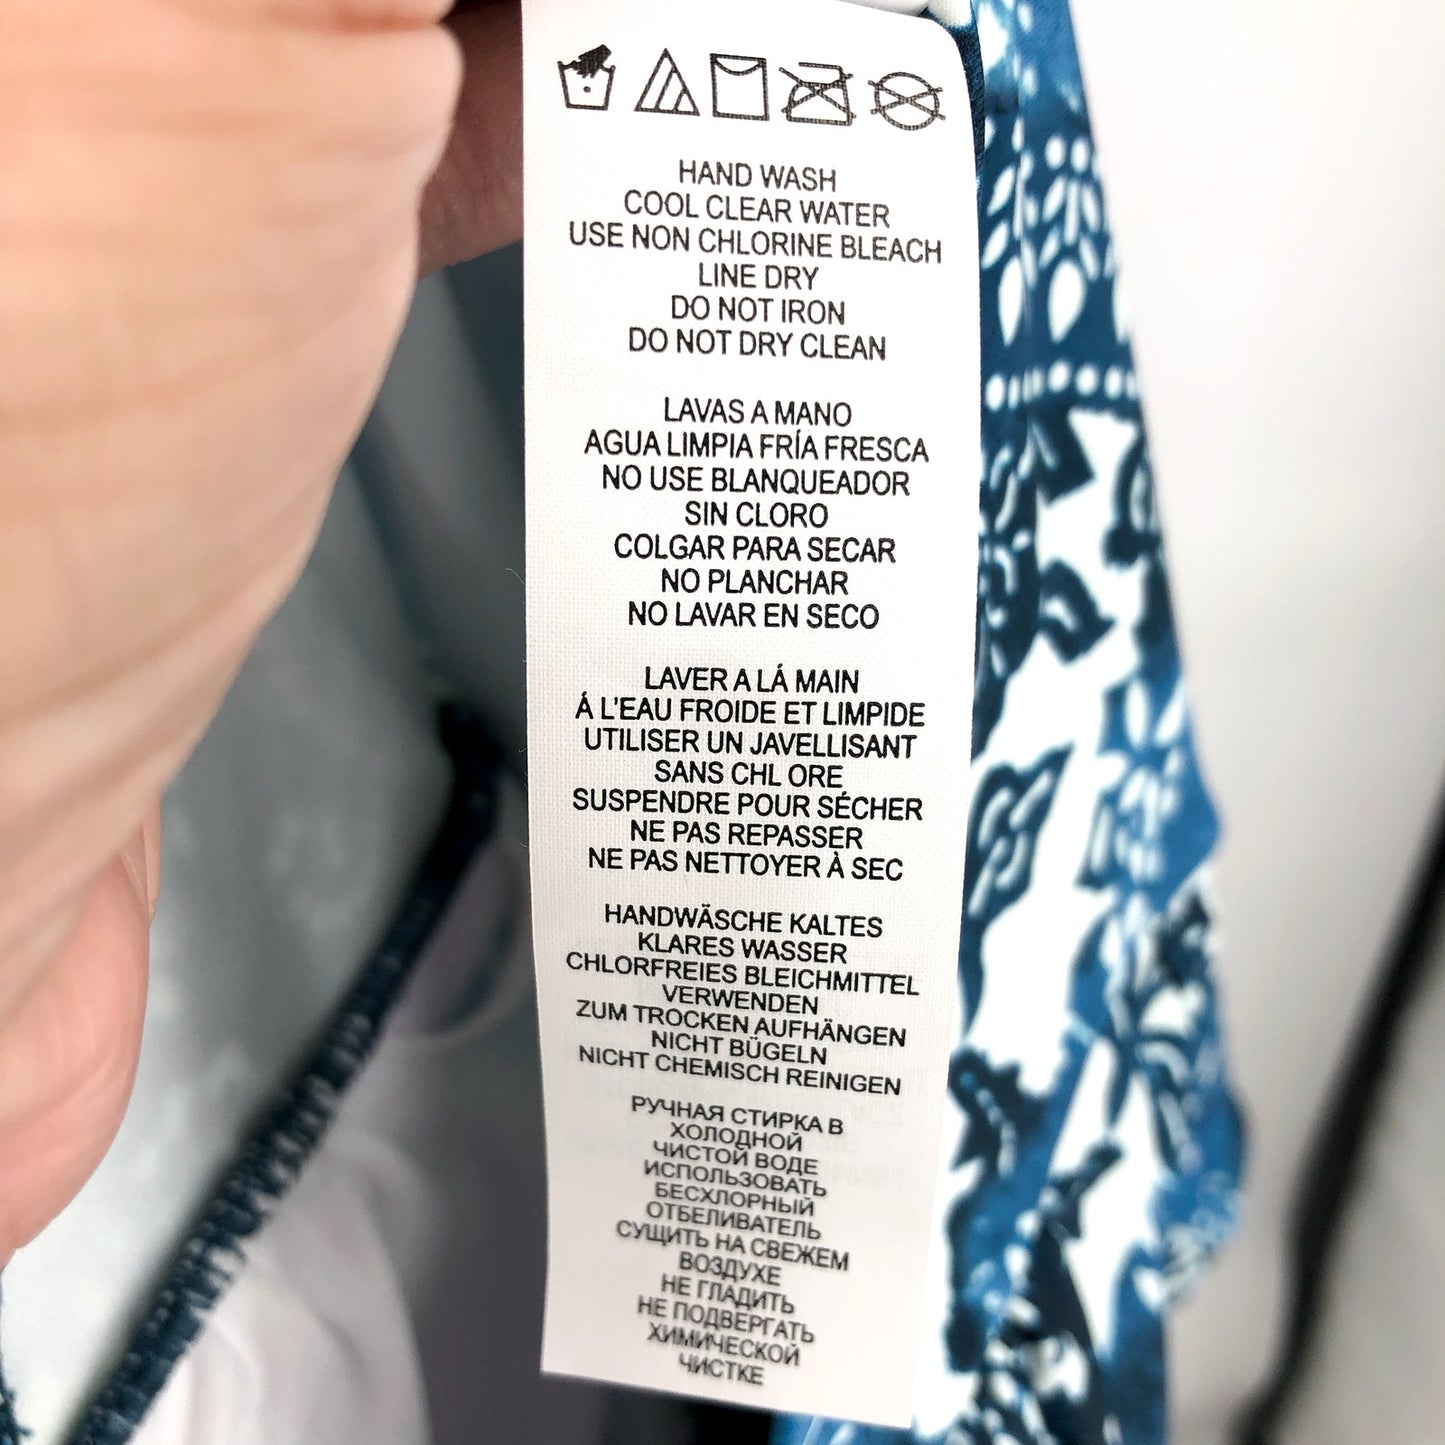 HAND WASH
COOL CLEAR WATER
USE NON CHLORINE BLEACH
LINE DRY
DO NOT IRON
DO NOT DRY CLEAN
LAVAS A MANO
AGUA LIMPIA FRÍA FRESCA
NO USE BLANQUEADOR
SIN CLORO
COLGAR PARA SECAR
NO PLANCHAR
NO LAVAR EN SECO
LAVER A LÁ MAIN
Á L'EAU FROIDE ET LIMPIDE
UTILISER UN JAVELLISANT
SANS CHL ORE
SUSPENDRE POUR SÉCHER
NE PAS REPASSER
NE PAS NETTOYER À SEC
HANDWÄSCHE KALTES
KLARES WASSER
CHLORFREIES BLEICHMITTEL
VERWENDEN
ZUM TROCKEN AUFHÄNGEN
NICHT BÜGELN
NICHT CHEMISCH REINIGEN
РУЧНАЯ СТИРКА В
ХОЛОДНОЙ
ЧИСТОЙ ВОДЕ
ИСПОЛЬЗОВАТЬ
БЕСХЛОРНЫЙ
ОТБЕЛИВАТЕЛЬ
СУЩИТЬ НА СВЕЖЕМ
ВОЗДУХЕ
НЕ ГЛАДИТЬ
НЕ ПОДВЕРГАТЬ
ХИМИЧЕСКОЙ
ЧИСТКЕ